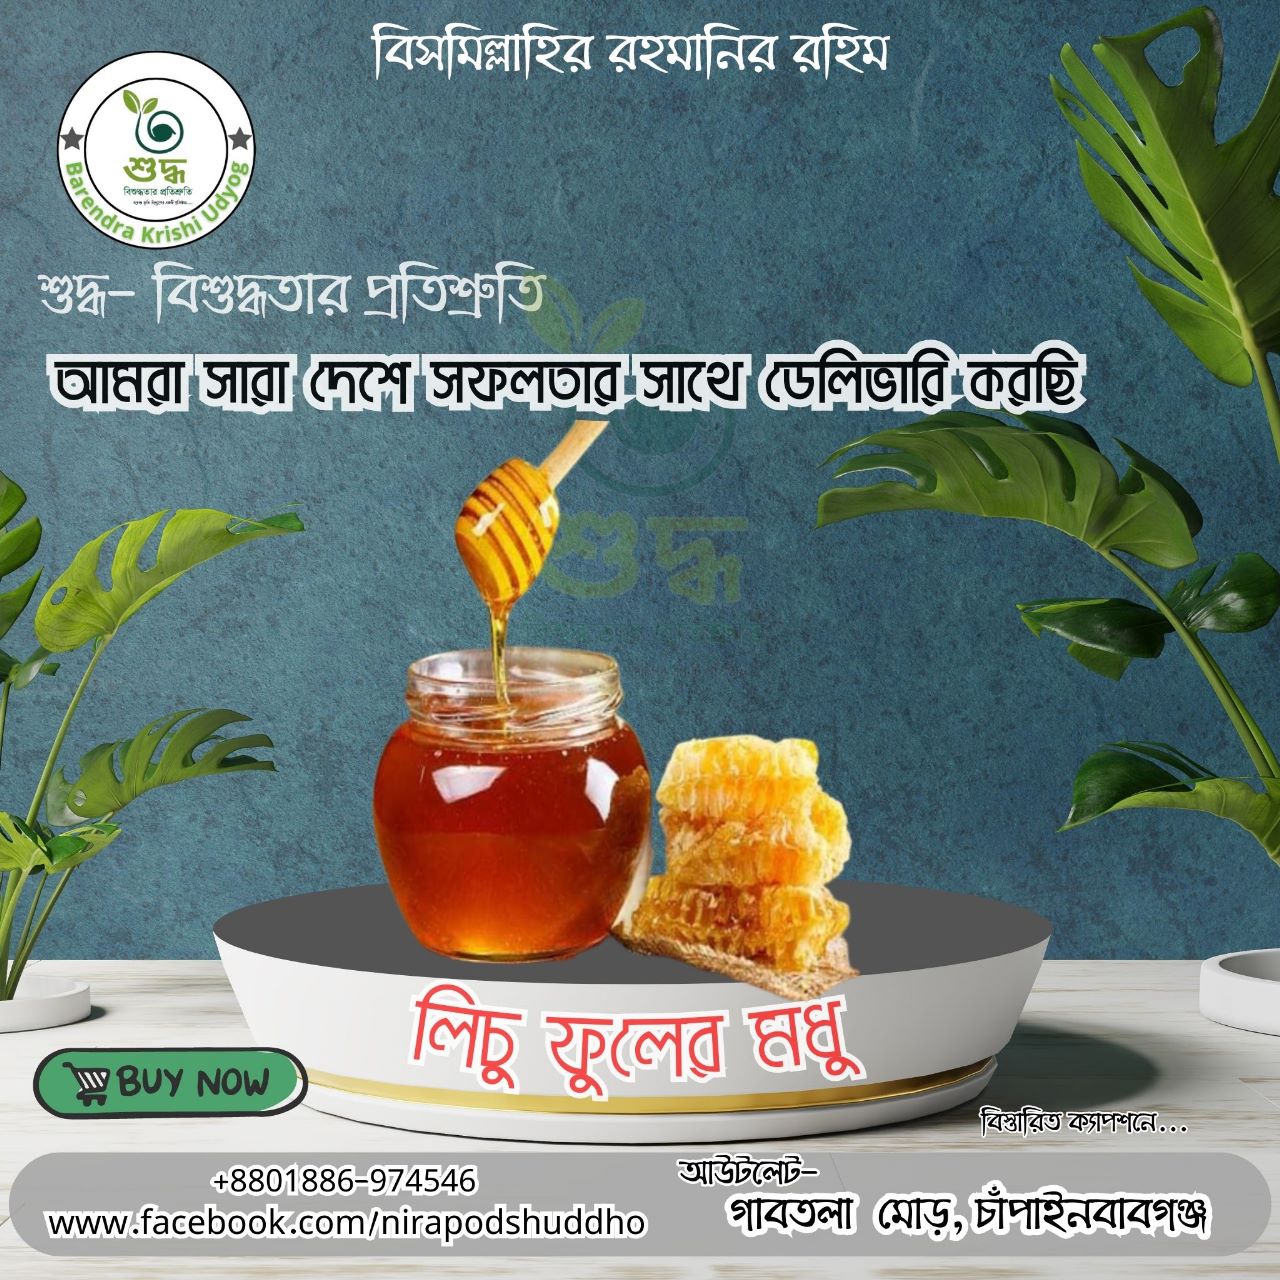 বিসমিল্লাহির রহমানির রহিম
শুদ্ধ
বিশুদ্ধতার প্রতিশ্রুতি
Barendra Krishi Udyog
শুদ্ধ- বিশুদ্ধতার প্রতিশ্রুতি
আমরা সারা দেশে সফলতার সাথে ডেলিভারি করছি
শুদ্ধ
লিচু ফুলের মধু
BUY NOW
বিস্তারিত ক্যাপশনে...
+8801886-974546
www.facebook.com/nirapodshuddho
আউটলেট-
গাবতলা মোড়, চাঁপাইনবাবগঞ্জ